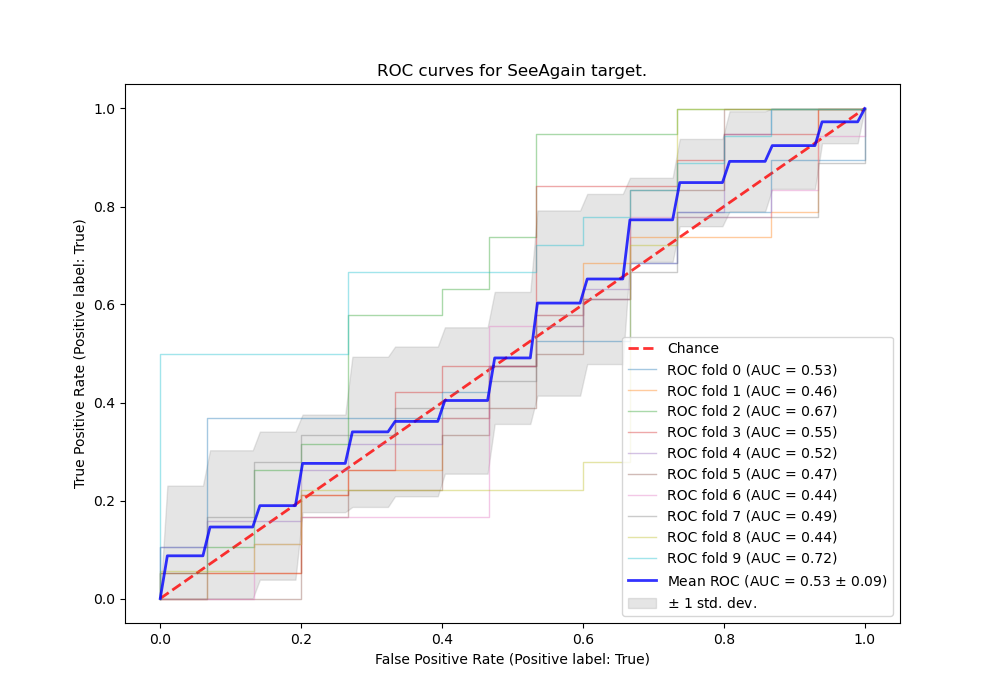 ROC curves for SeeAgain target.
True Positive Rate (Positive label: True)
1.0
0.8
0.6
0.4
0.2
0.0
Chance
ROC fold 0 (AUC = 0.53)
ROC fold 1 (AUC = 0.46)
ROC fold 2 (AUC = 0.67)
ROC fold 3 (AUC = 0.55)
ROC fold 4 (AUC = 0.52)
ROC fold 5 (AUC = 0.47)
ROC fold 6 (AUC = 0.44)
ROC fold 7 (AUC = 0.49)
ROC fold 8 (AUC = 0.44)
ROC fold 9 (AUC = 0.72)
Mean ROC (AUC = 0.53 ± 0.09)
± 1 std. dev.
0.0 0.2 0.4 0.6 0.8 1.0
False Positive Rate (Positive label: True)